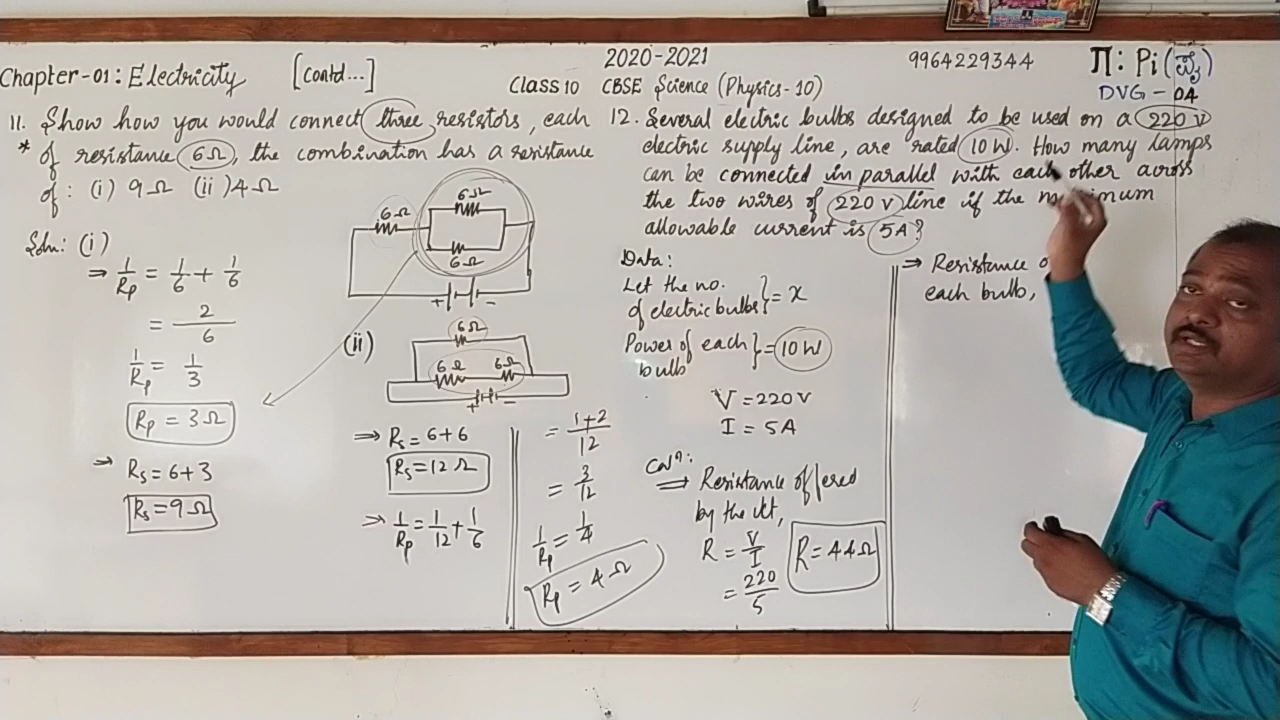 2020-2021
9964229344
Π: Pi (ಪೈ)
Chapter-01: Electricity [Contd...]
Class 10 CBSE Science (Physics-10)
DVG - 04
11. Show how you would connect three resistors, each
* of resistance 6Ω, the combination has a resistance
of: (i) 9Ω (ii) 4Ω
Soln: (i)
⇒ 1/Rp = 1/6 + 1/6
= 2/6
1/Rp = 1/3
Rp = 3Ω
⇒ Rs = 6+3
Rs = 9Ω
6Ω
6Ω
6Ω
+ -
(ii)
6Ω
6Ω 6Ω
+ -
⇒ Rs = 6+6
Rs = 12Ω
⇒ 1/Rp = 1/12 + 1/6
= 1+2/12
= 3/12
1/Rp = 1/4
Rp = 4Ω
12. Several electric bulbs designed to be used on a 220 V
electric supply line, are rated 10 W. How many lamps
can be connected in parallel with each other across
the two wires of 220 V line if the maximum
allowable current is 5A?
Data:
Let the no.
of electric bulbs } = x
Power of each
bulb } = 10 W
V = 220 V
I = 5A
Caln:
⇒ Resistance offered
by the ckt,
R = V/I
= 220/5
R = 44Ω
⇒ Resistance o
each bulb,